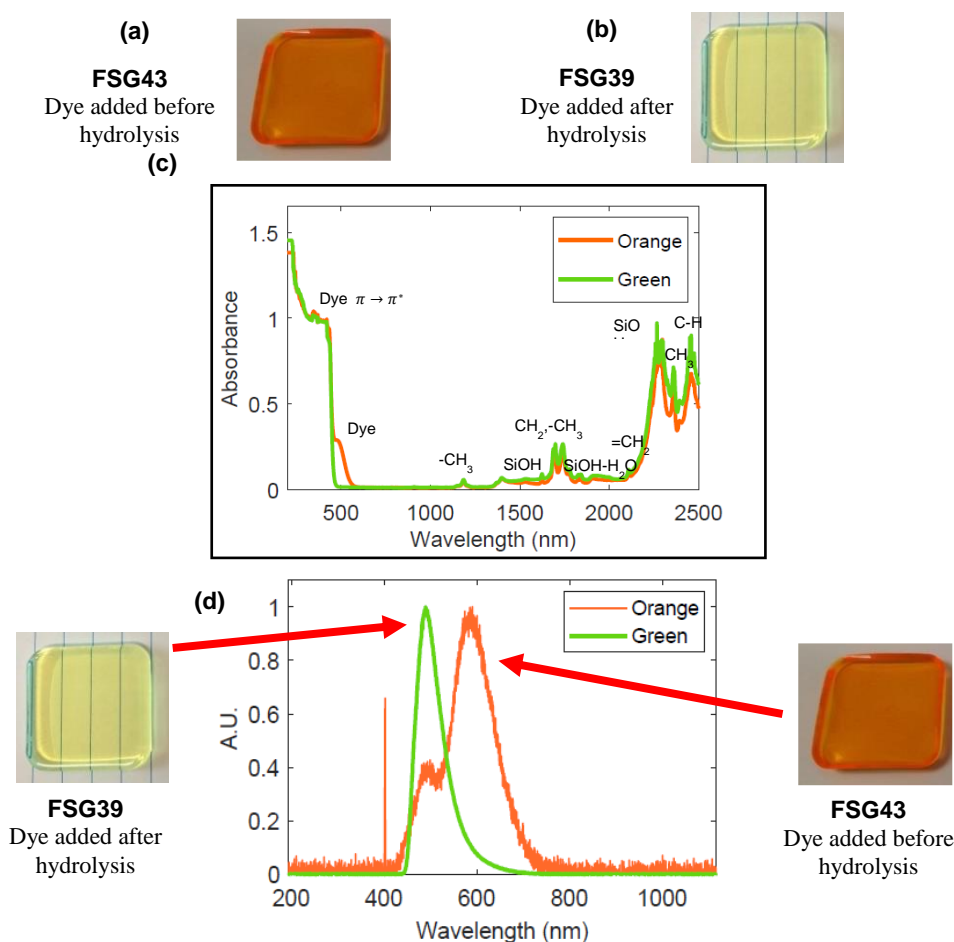 (a)
FSG43
Dye added before
hydrolysis
(b)
FSG39
Dye added after
hydrolysis
(c)
1.5
1
0.5
0
Absorbance
Orange
Green
Dye π → π*
Dye
-CH3
CH2,-CH3
SiOH
SiOH-H2O
=CH2
SiO
C-H
CH3
500
1000
1500
2000
2500
Wavelength (nm)
(d)
1
0.8
0.6
0.4
0.2
0
A.U.
Orange
Green
200
400
600
800
1000
Wavelength (nm)
FSG39
Dye added after
hydrolysis
FSG43
Dye added before
hydrolysis